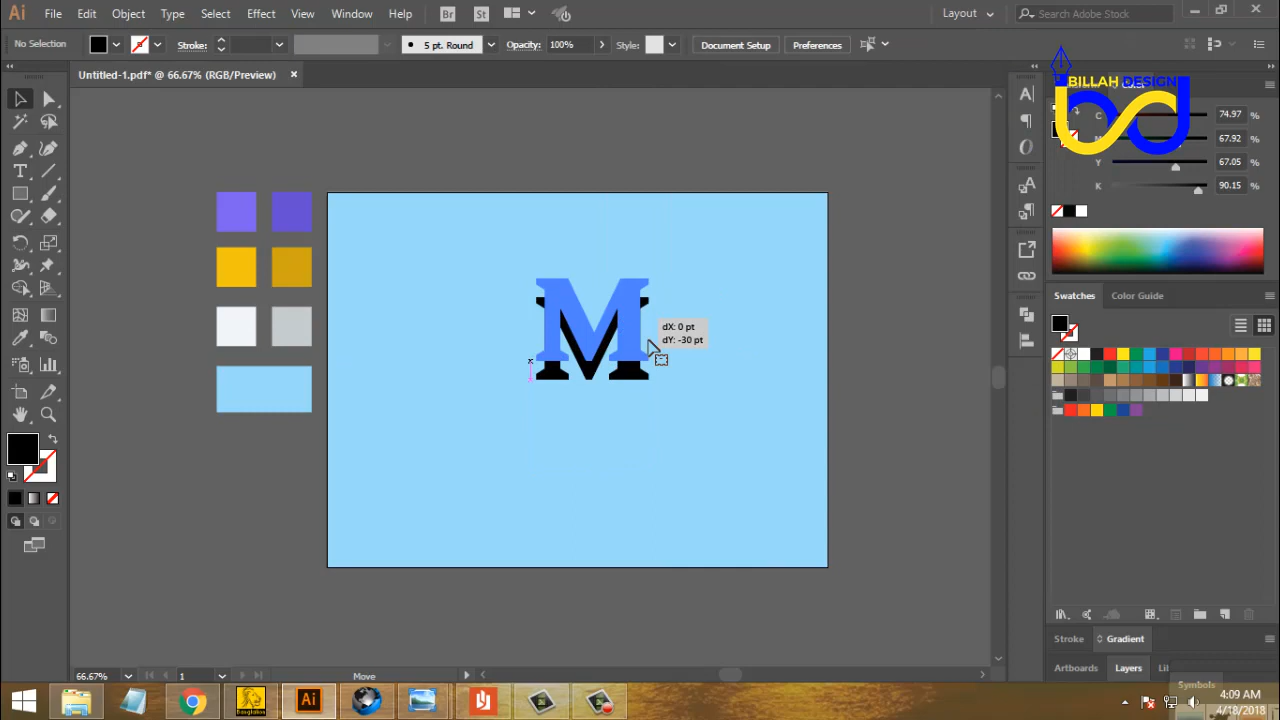 Ai File Edit Object Type Select Effect View Window Help Br St Layout Search Adobe Stock
No Selection Stroke: 5 pt. Round Opacity: 100% Style: Document Setup Preferences
Untitled-1.pdf* @ 66.67% (RGB/Preview)
BILLAH DESIGN
Color
C 74.97 %
M 67.92 %
Y 67.05 %
K 90.15 %
M
dX: 0 pt
dY: -30 pt
Swatches Color Guide
Stroke Gradient
Artboards Layers Lib
Symbols
66.67% 1 Move
Ai
4:09 AM
4/18/2018